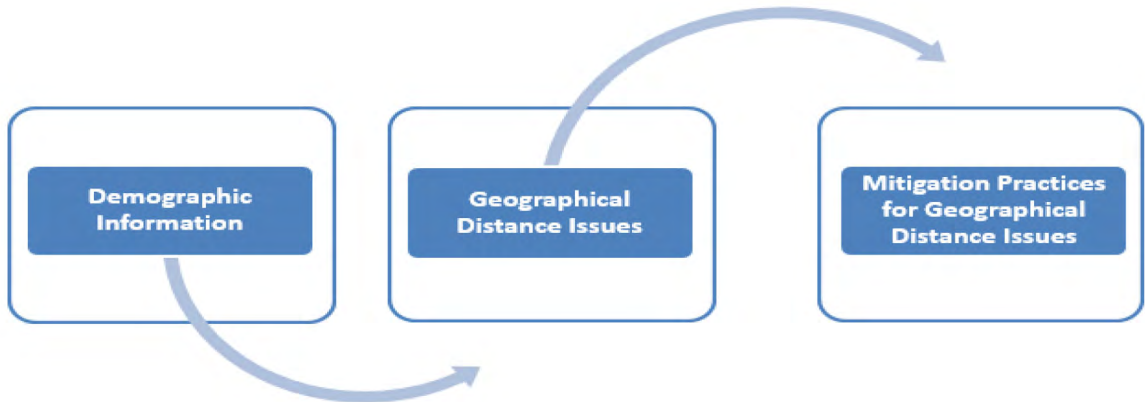 Demographic
Information
Geographical
Distance Issues
Mitigation Practices
for Geographical
Distance Issues